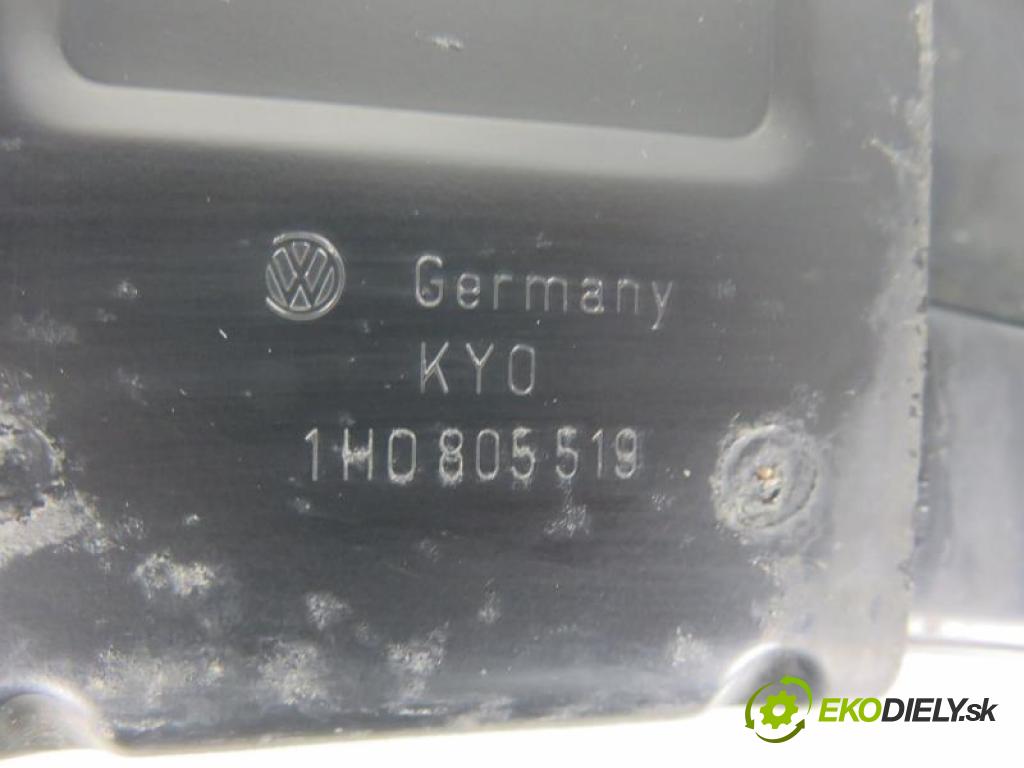 Germany
KYO
1H0 805 519
EKODIELY.sk